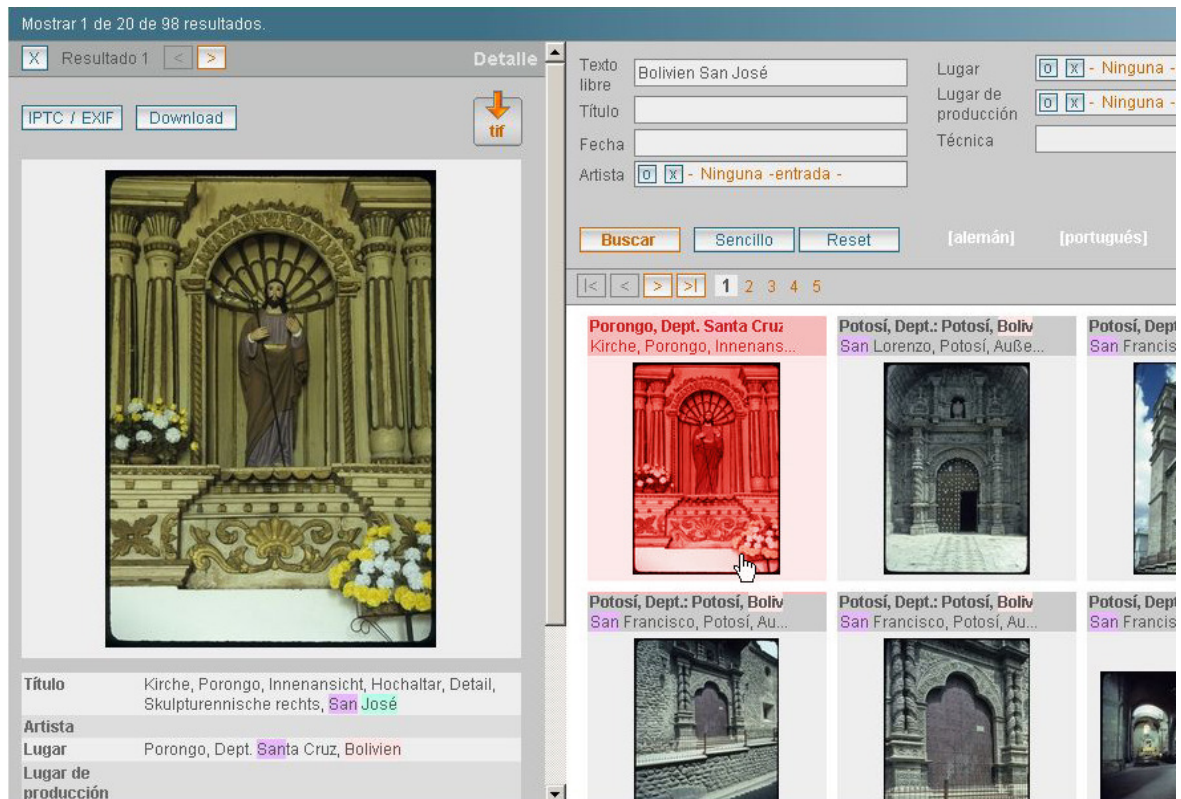 Mostrar 1 de 20 de 98 resultados.
X Resultado 1 < > Detalle
IPTC / EXIF Download tif
Título Kirche, Porongo, Innenansicht, Hochaltar, Detail,
Skulpturennische rechts, San José
Artista
Lugar Porongo, Dept. Santa Cruz, Bolivien
Lugar de
producción
Texto libre Bolivien San José
Título
Fecha
Artista o x - Ninguna -entrada -
Lugar o x - Ninguna -
Lugar de producción o x - Ninguna -
Técnica
Buscar Sencillo Reset [alemán] [portugués]
|< < > >| 1 2 3 4 5
Porongo, Dept. Santa Cruz
Kirche, Porongo, Innenans...
Potosí, Dept.: Potosí, Boliv
San Lorenzo, Potosí, Auße...
Potosí, Dept
San Francis
Potosí, Dept.: Potosí, Boliv
San Francisco, Potosí, Au...
Potosí, Dept.: Potosí, Boliv
San Francisco, Potosí, Au...
Potosí, Dept
San Francis